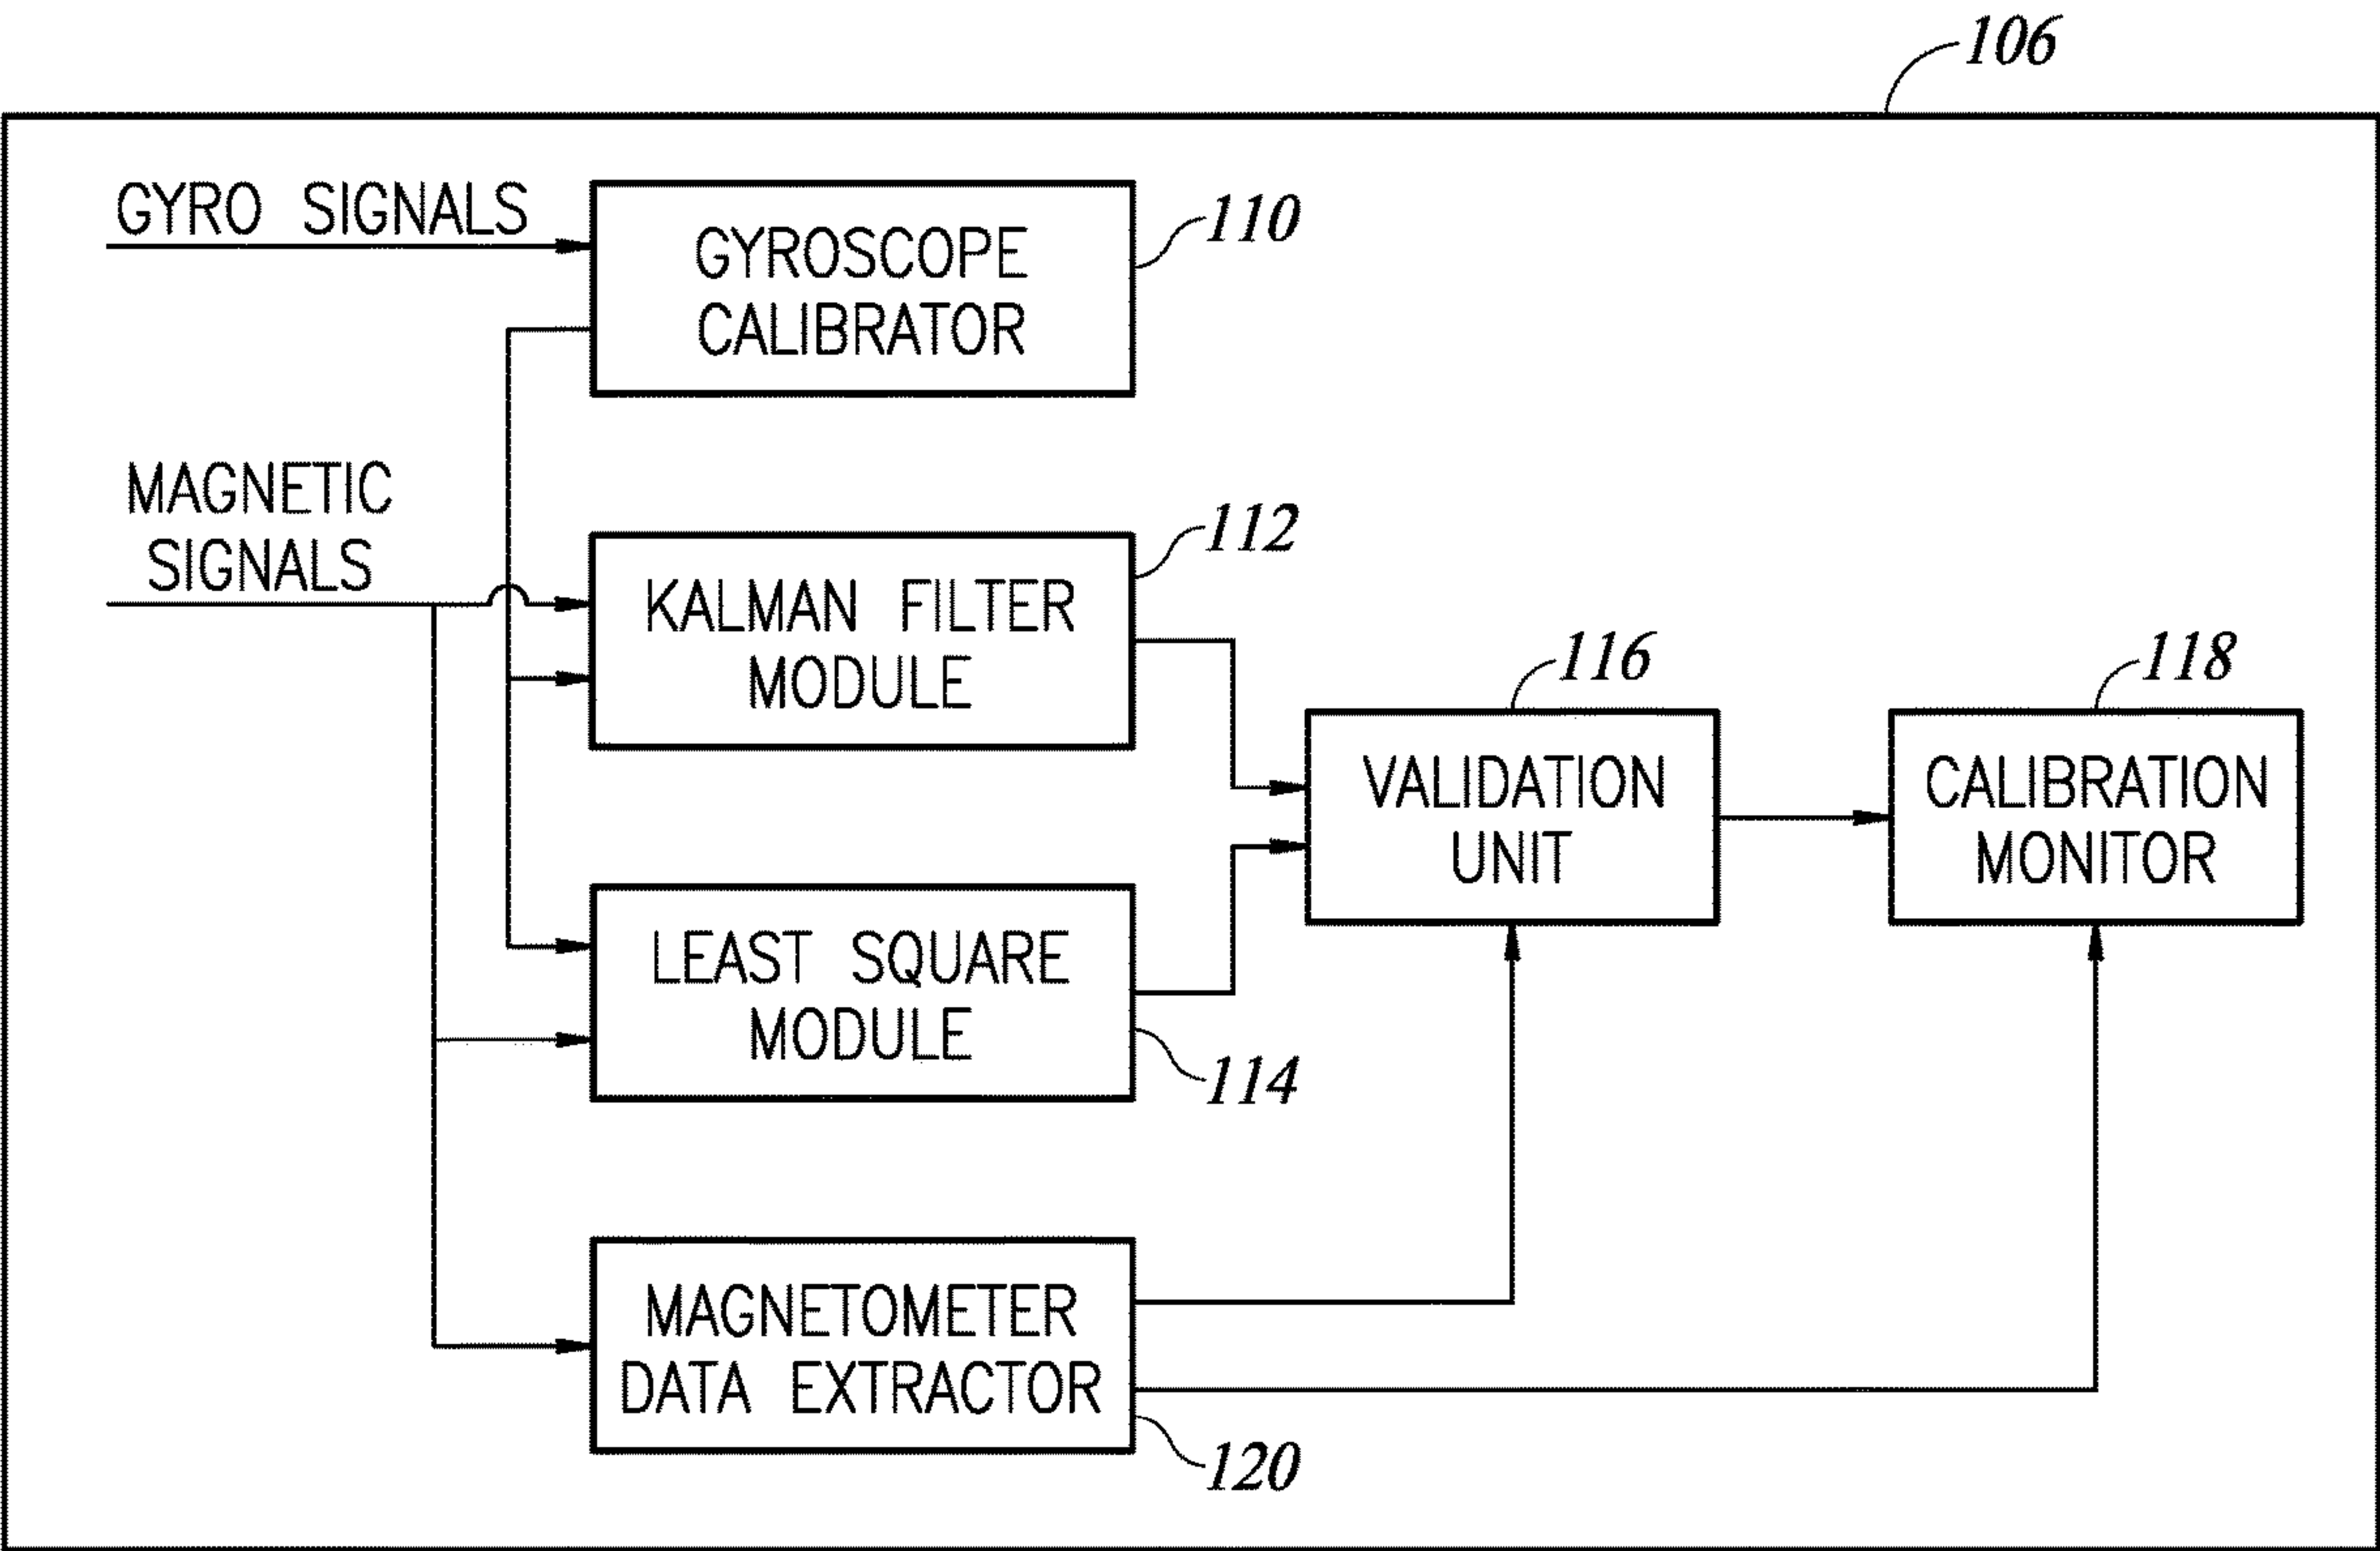 106
GYRO SIGNALS
GYROSCOPE
CALIBRATOR
110
MAGNETIC
SIGNALS
KALMAN FILTER
MODULE
112
LEAST SQUARE
MODULE
114
VALIDATION
UNIT
116
CALIBRATION
MONITOR
118
MAGNETOMETER
DATA EXTRACTOR
120